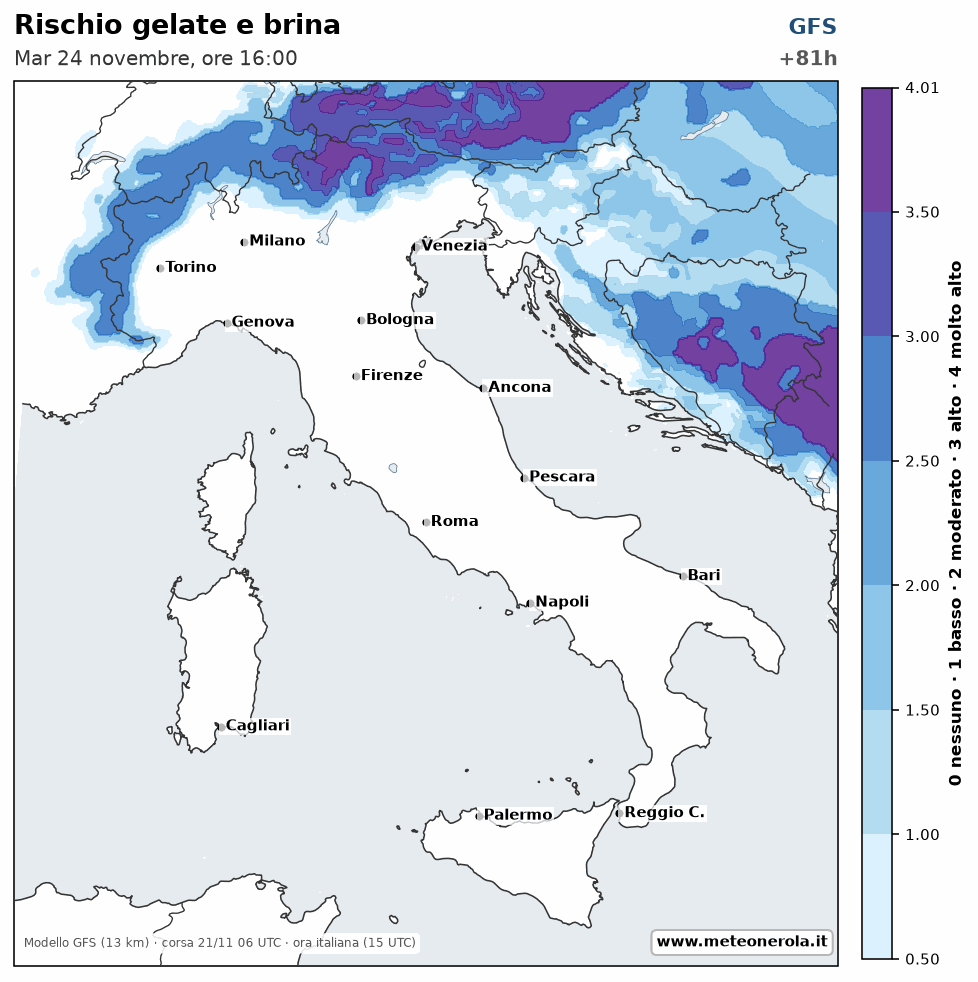 Rischio gelate e brina
GFS
Mar 24 novembre, ore 16:00
+81h
4.01
3.50
3.00
2.50
2.00
1.50
1.00
0.50
0 nessuno · 1 basso · 2 moderato · 3 alto · 4 molto alto
Milano
Venezia
Torino
Genova
Bologna
Firenze
Ancona
Pescara
Roma
Bari
Napoli
Cagliari
Palermo
Reggio C.
Modello GFS (13 km) · corsa 21/11 06 UTC · ora italiana (15 UTC)
www.meteonerola.it